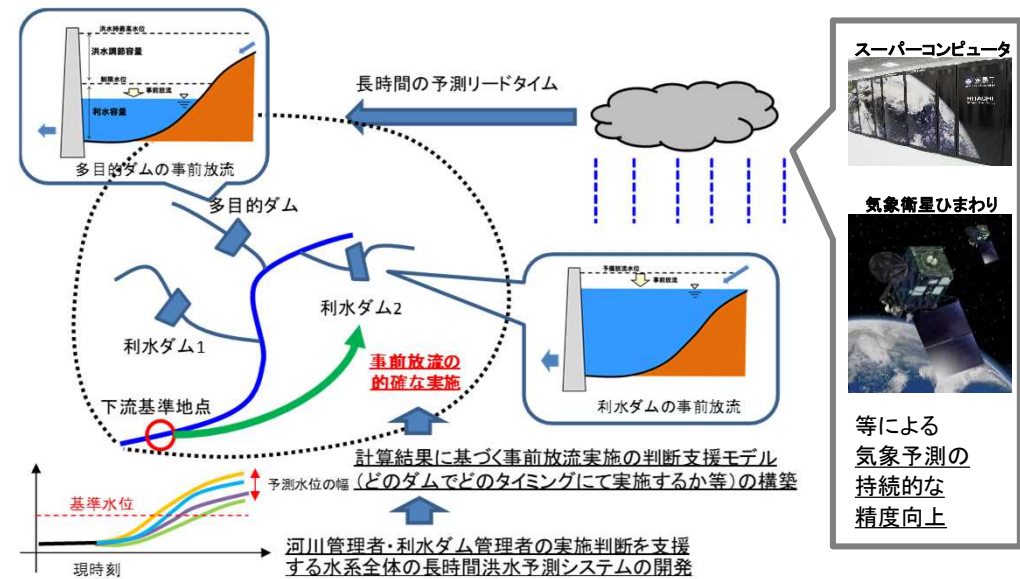 洪水時最高水位
洪水調節容量
制限水位
事前放流
利水容量
多目的ダムの事前放流
長時間の予測リードタイム
スーパーコンピュータ
HITACHI
気象衛星ひまわり
多目的ダム
利水ダム1
利水ダム2
予備放流水位
事前放流
利水ダムの事前放流
事前放流の
的確な実施
下流基準地点
基準水位
予測水位の幅
現時刻
計算結果に基づく事前放流実施の判断支援モデル
(どのダムでどのタイミングにて実施するか等)の構築
河川管理者・利水ダム管理者の実施判断を支援
する水系全体の長時間洪水予測システムの開発
等による
気象予測の
持続的な
精度向上